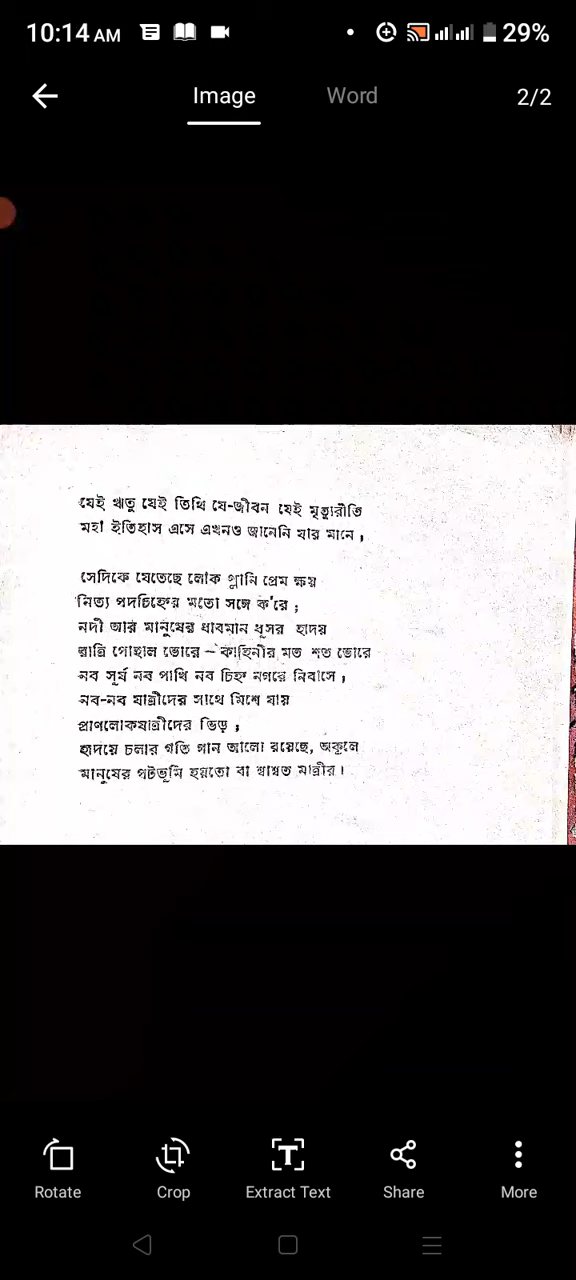 10:14 AM 29%
Image Word 2/2
যেই ঋতু যেই তিথি যে-জীবন যেই মৃত্যুরীতি
মহা ইতিহাস এসে এখনও জানেনি যার মানে ;
সেদিকে যেতেছে লোক গ্লানি প্রেম ক্ষয়
নিত্য পদচিহ্নের মতো সঙ্গে ক'রে ;
নদী আর মানুষের ধাবমান ধূসর হৃদয়
রাত্রি পোহাল ভোরে – কাহিনীর মত শত ভোরে
নব সূর্য নব পাখি নব চিহ্ন নগরে নিবাসে ;
নব-নব যাত্রীদের সাথে মিশে যায়
প্রাণলোকযাত্রীদের ভিড় ;
হৃদয়ে চলার গতি গান আলো রয়েছে, অকূলে
মানুষের পটভূমি হয়তো বা শাশ্বত যাত্রীর।
Rotate Crop Extract Text Share More